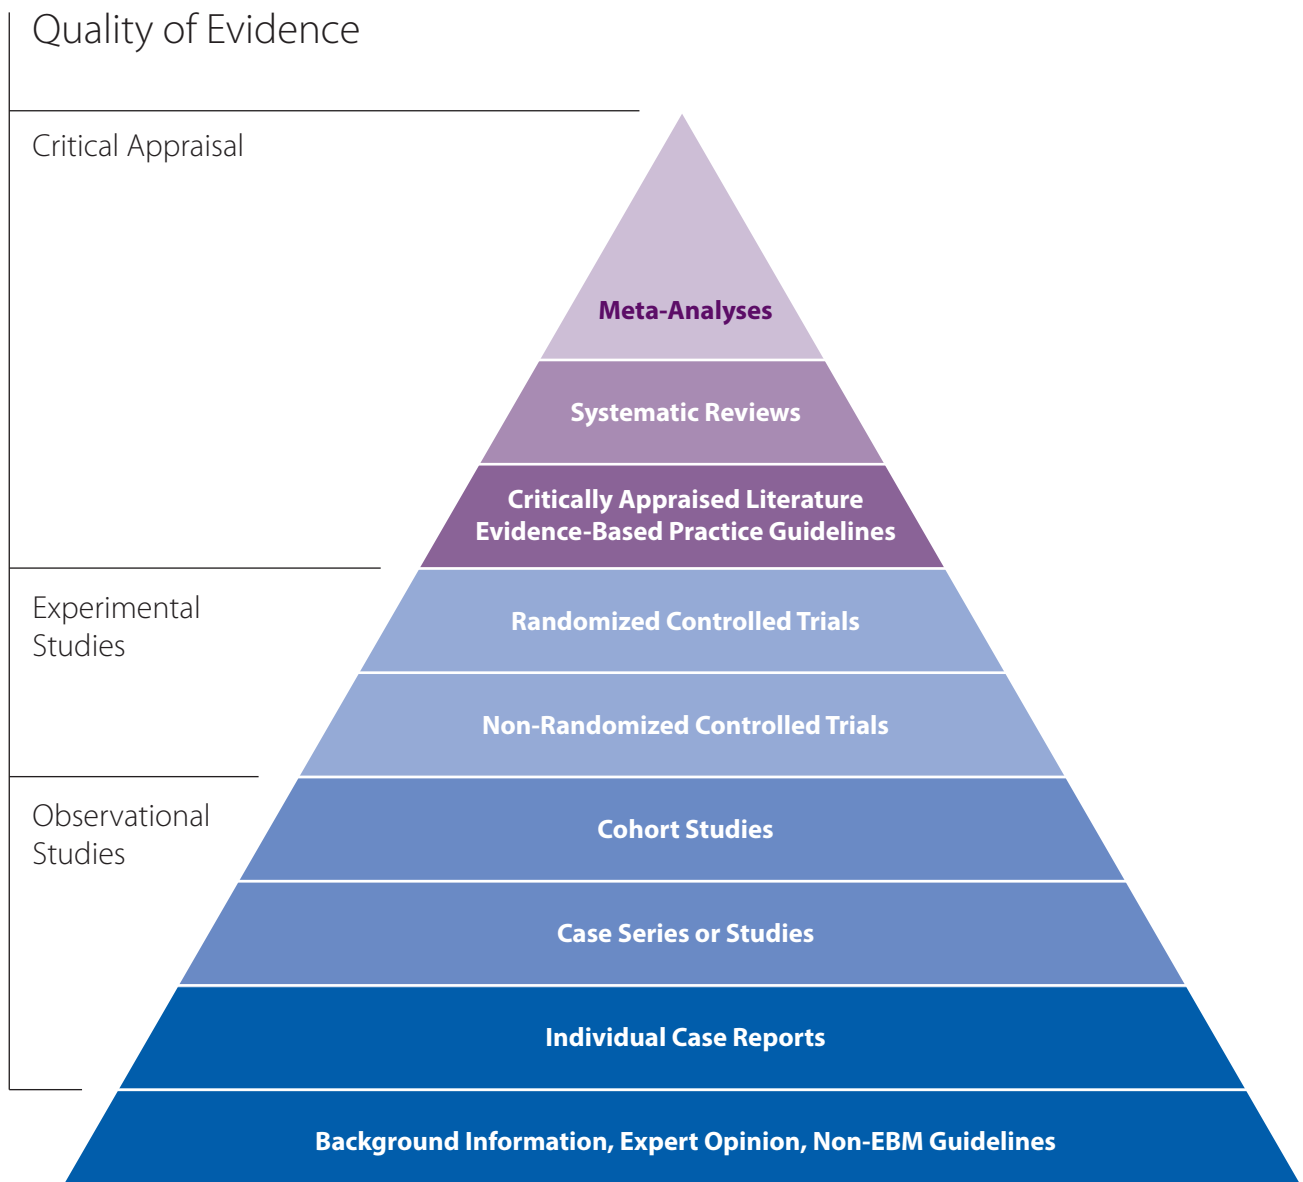 Quality of Evidence
Critical Appraisal
Meta-Analyses
Systematic Reviews
Critically Appraised Literature
Evidence-Based Practice Guidelines
Experimental
Studies
Randomized Controlled Trials
Non-Randomized Controlled Trials
Observational
Studies
Cohort Studies
Case Series or Studies
Individual Case Reports
Background Information, Expert Opinion, Non-EBM Guidelines